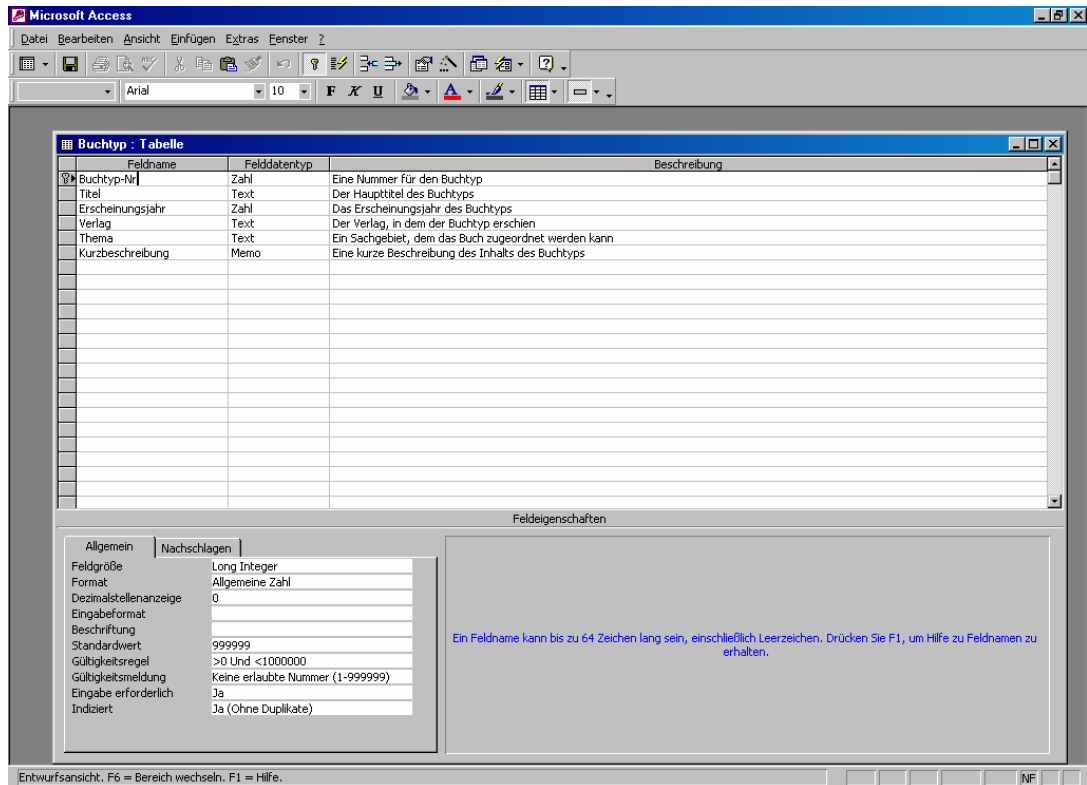 Microsoft Access
Datei Bearbeiten Ansicht Einfügen Extras Fenster ?
Arial 10 F K U
Buchtyp : Tabelle
Feldname Felddatentyp Beschreibung
Buchtyp-Nr Zahl Eine Nummer für den Buchtyp
Titel Text Der Haupttitel des Buchtyps
Erscheinungsjahr Zahl Das Erscheinungsjahr des Buchtyps
Verlag Text Der Verlag, in dem der Buchtyp erschien
Thema Text Ein Sachgebiet, dem das Buch zugeordnet werden kann
Kurzbeschreibung Memo Eine kurze Beschreibung des Inhalts des Buchtyps
Feldeigenschaften
Allgemein Nachschlagen
Feldgröße Long Integer
Format Allgemeine Zahl
Dezimalstellenanzeige 0
Eingabeformat
Beschriftung
Standardwert 999999
Gültigkeitsregel >0 Und <1000000
Gültigkeitsmeldung Keine erlaubte Nummer (1-999999)
Eingabe erforderlich Ja
Indiziert Ja (Ohne Duplikate)
Ein Feldname kann bis zu 64 Zeichen lang sein, einschließlich Leerzeichen. Drücken Sie F1, um Hilfe zu Feldnamen zu
erhalten.
Entwurfsansicht. F6 = Bereich wechseln. F1 = Hilfe. NF